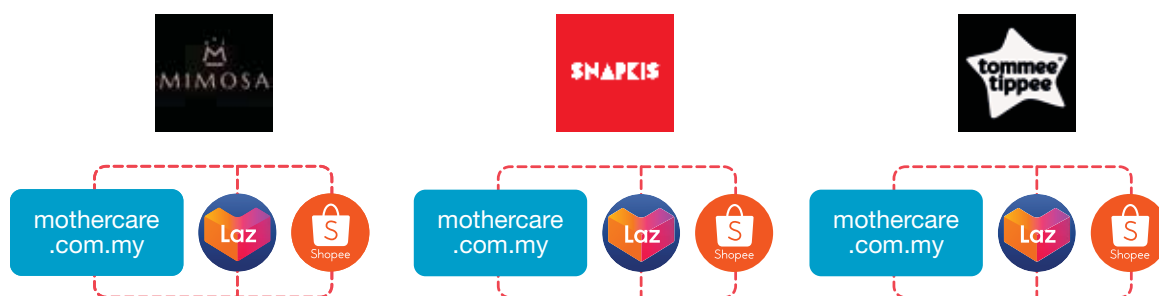 MIMOSA
SNAPKIS
tommee
tippee
mothercare
.com.my
Laz
S
Shopee
mothercare
.com.my
Laz
S
Shopee
mothercare
.com.my
Laz
S
Shopee